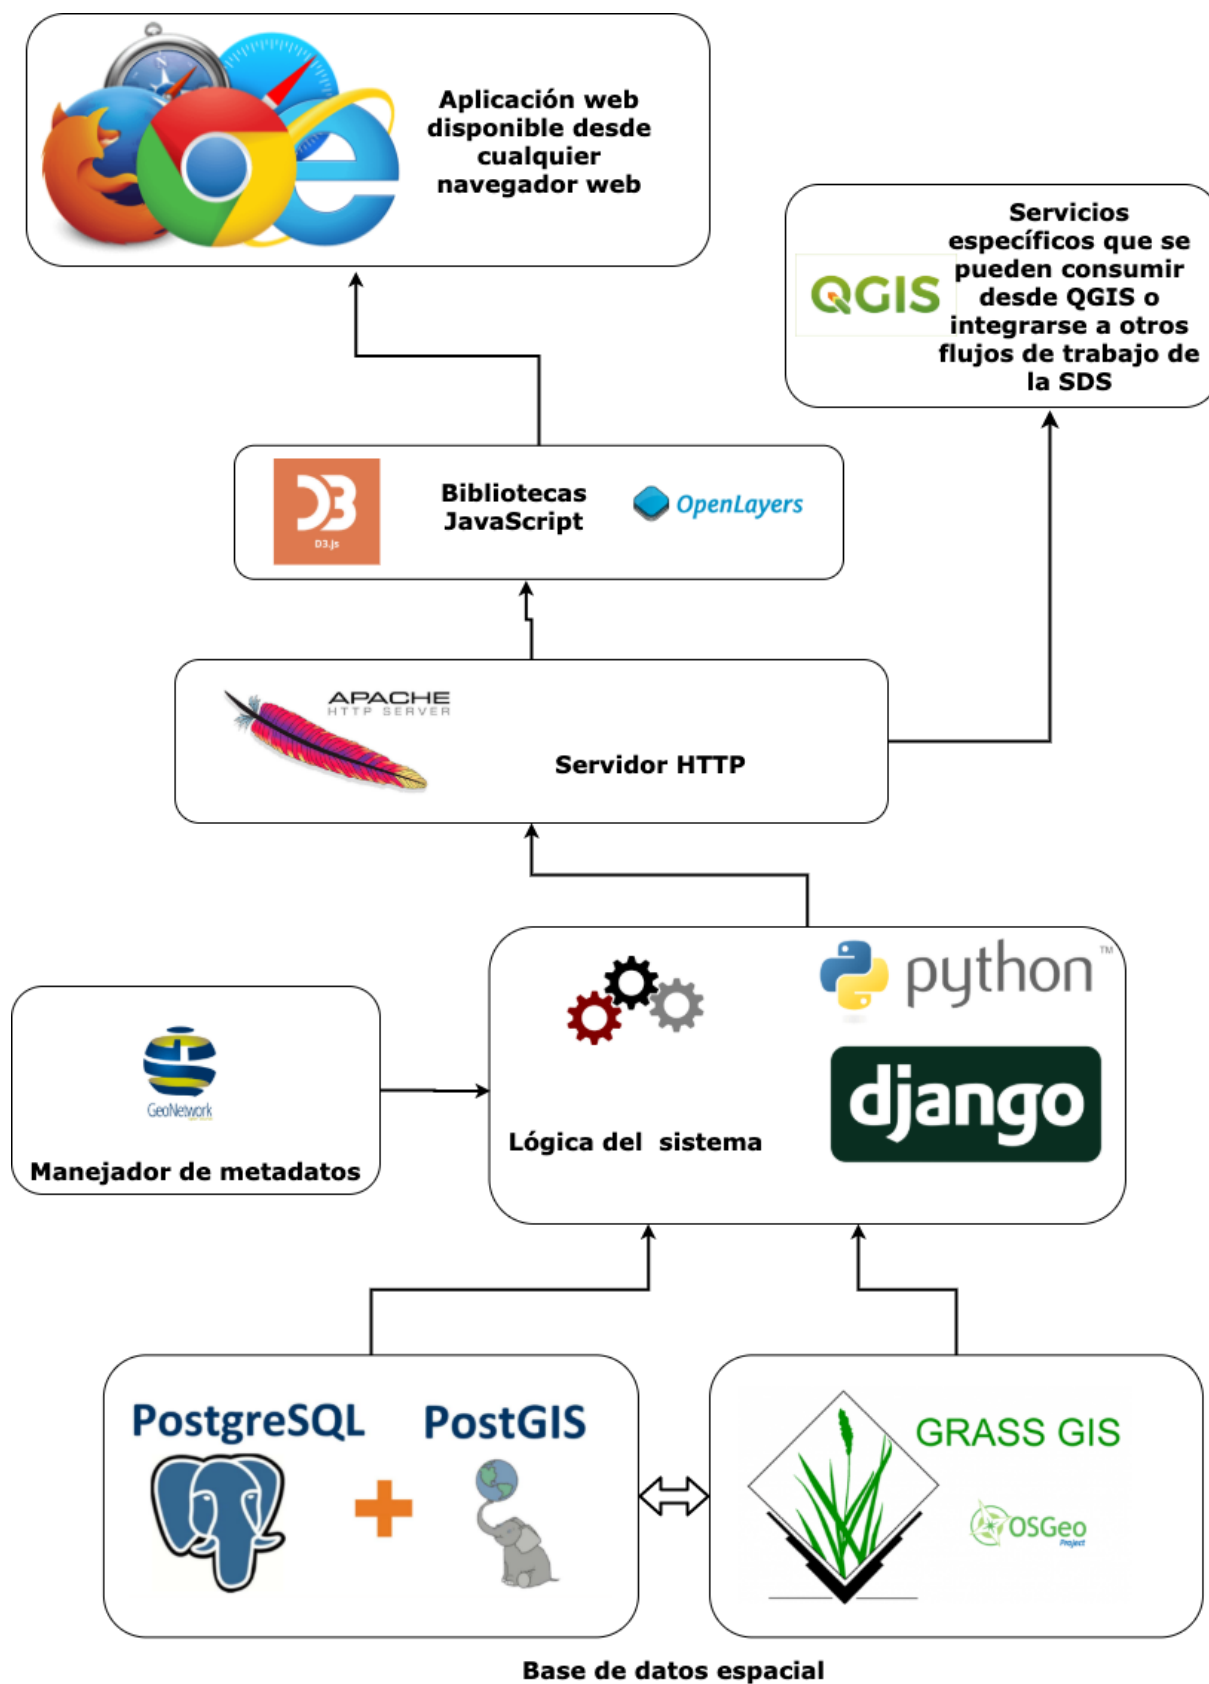 Aplicación web
disponible desde
cualquier
navegador web
Servicios
específicos que se
pueden consumir
desde QGIS o
integrarse a otros
flujos de trabajo de
la SDS
QGIS
D3
D3.js
Bibliotecas
JavaScript
OpenLayers
APACHE
HTTP SERVER
Servidor HTTP
python™
django
Lógica del sistema
GeoNetwork
Manejador de metadatos
PostgreSQL
PostGIS
GRASS GIS
OSGeo
Project
Base de datos espacial